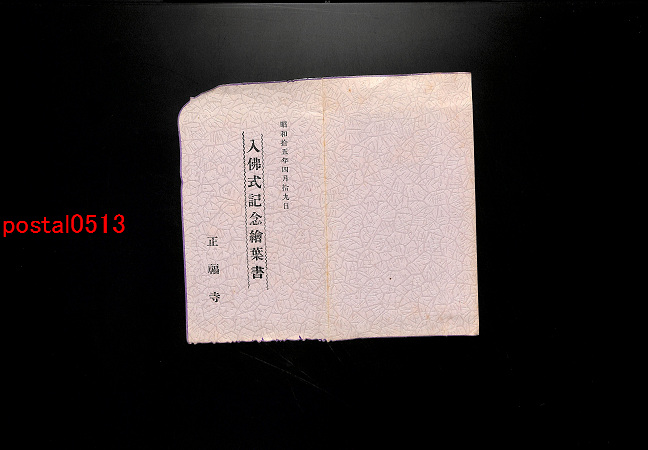 昭和拾五年四月拾九日
入佛式記念繪葉書
正福寺
postal0513